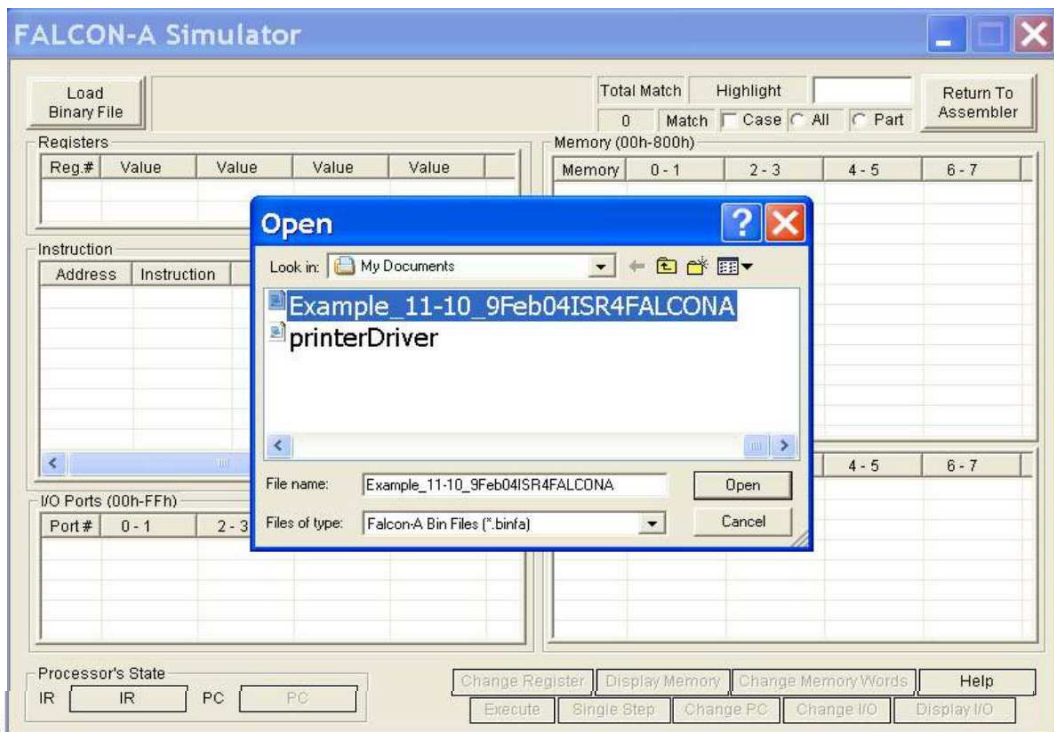 FALCON-A Simulator
Load
Binary File
Total Match
Highlight
0
Match
Case
All
Part
Return To
Assembler
Registers
Reg.# Value Value Value Value
Memory (00h-800h)
Memory 0 - 1 2 - 3 4 - 5 6 - 7
Instruction
Address Instruction
Open
Look in: My Documents
Example_11-10_9Feb04ISR4FALCONA
printerDriver
File name: Example_11-10_9Feb04ISR4FALCONA Open
Files of type: Falcon-A Bin Files (*.binfa) Cancel
4 - 5 6 - 7
I/O Ports (00h-FFh)
Port # 0 - 1 2 - 3
Processor's State
IR IR PC PC
Change Register Display Memory Change Memory Words Help
Execute Single Step Change PC Change I/O Display I/O